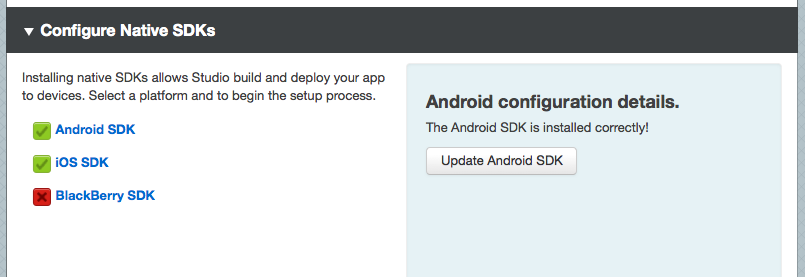 Configure Native SDKs
Installing native SDKs allows Studio build and deploy your app
to devices. Select a platform and to begin the setup process.
Android SDK
iOS SDK
BlackBerry SDK
Android configuration details.
The Android SDK is installed correctly!
Update Android SDK